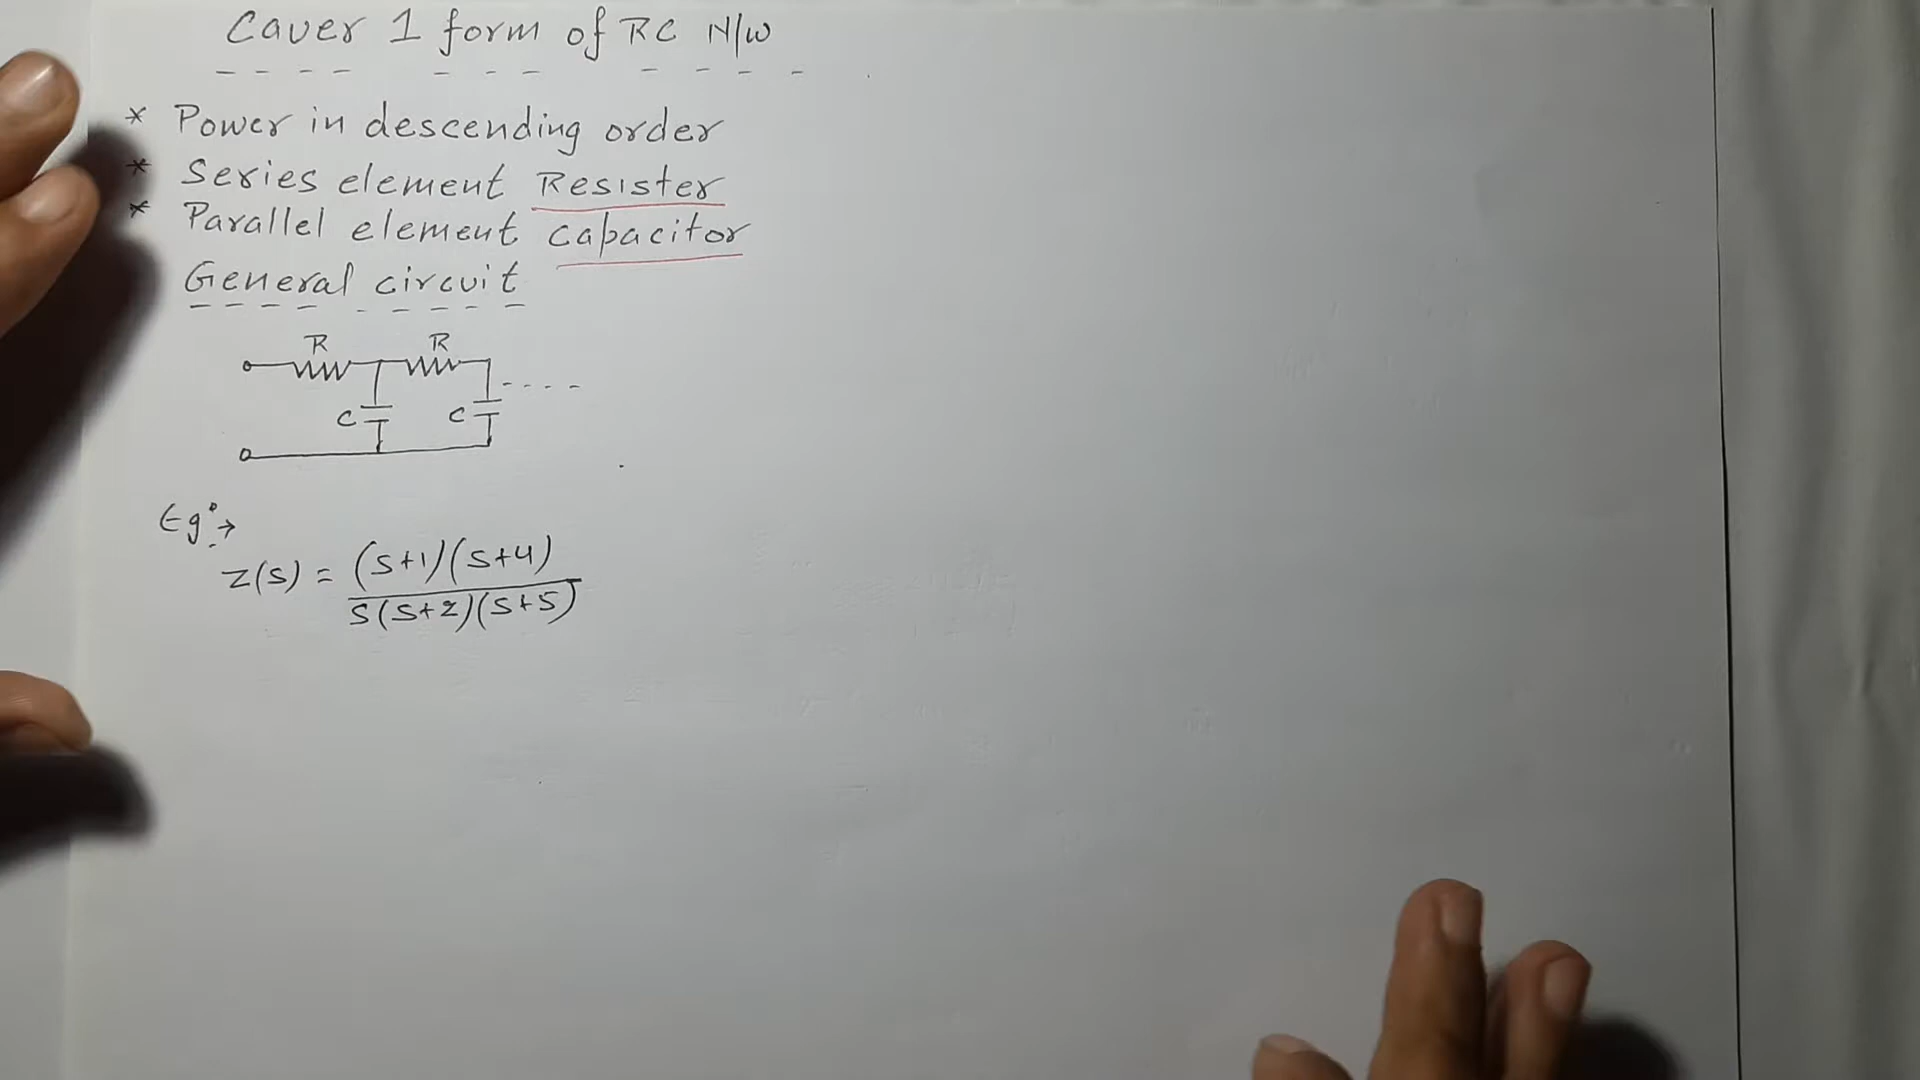 Caver 1 form of RC N/W
* Power in descending order
* Series element Resister
* Parallel element capacitor
General circuit
R R
C C
Eg:→
Z(S) = (S+1)(S+4)
S(S+2)(S+5)